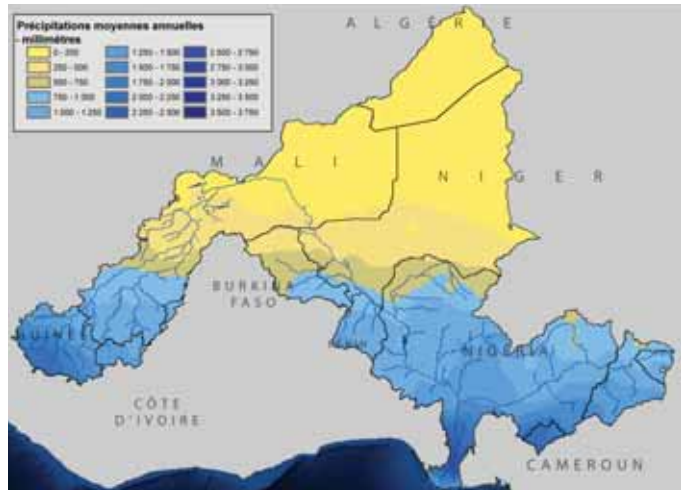 Précipitations moyennes annuelles
- millimètres
0 - 250 1 250 - 1 500 2 500 - 2 750
250 - 500 1 500 - 1 750 2 750 - 3 000
500 - 750 1 750 - 2 000 3 000 - 3 250
750 - 1 000 2 000 - 2 250 3 250 - 3 500
1 000 - 1 250 2 250 - 2 500 3 500 - 3 750
ALGÉRIE
MALI
NIGER
BURKINA
FASO
GUINÉE
NIGERIA
CÔTE
D'IVOIRE
CAMEROUN